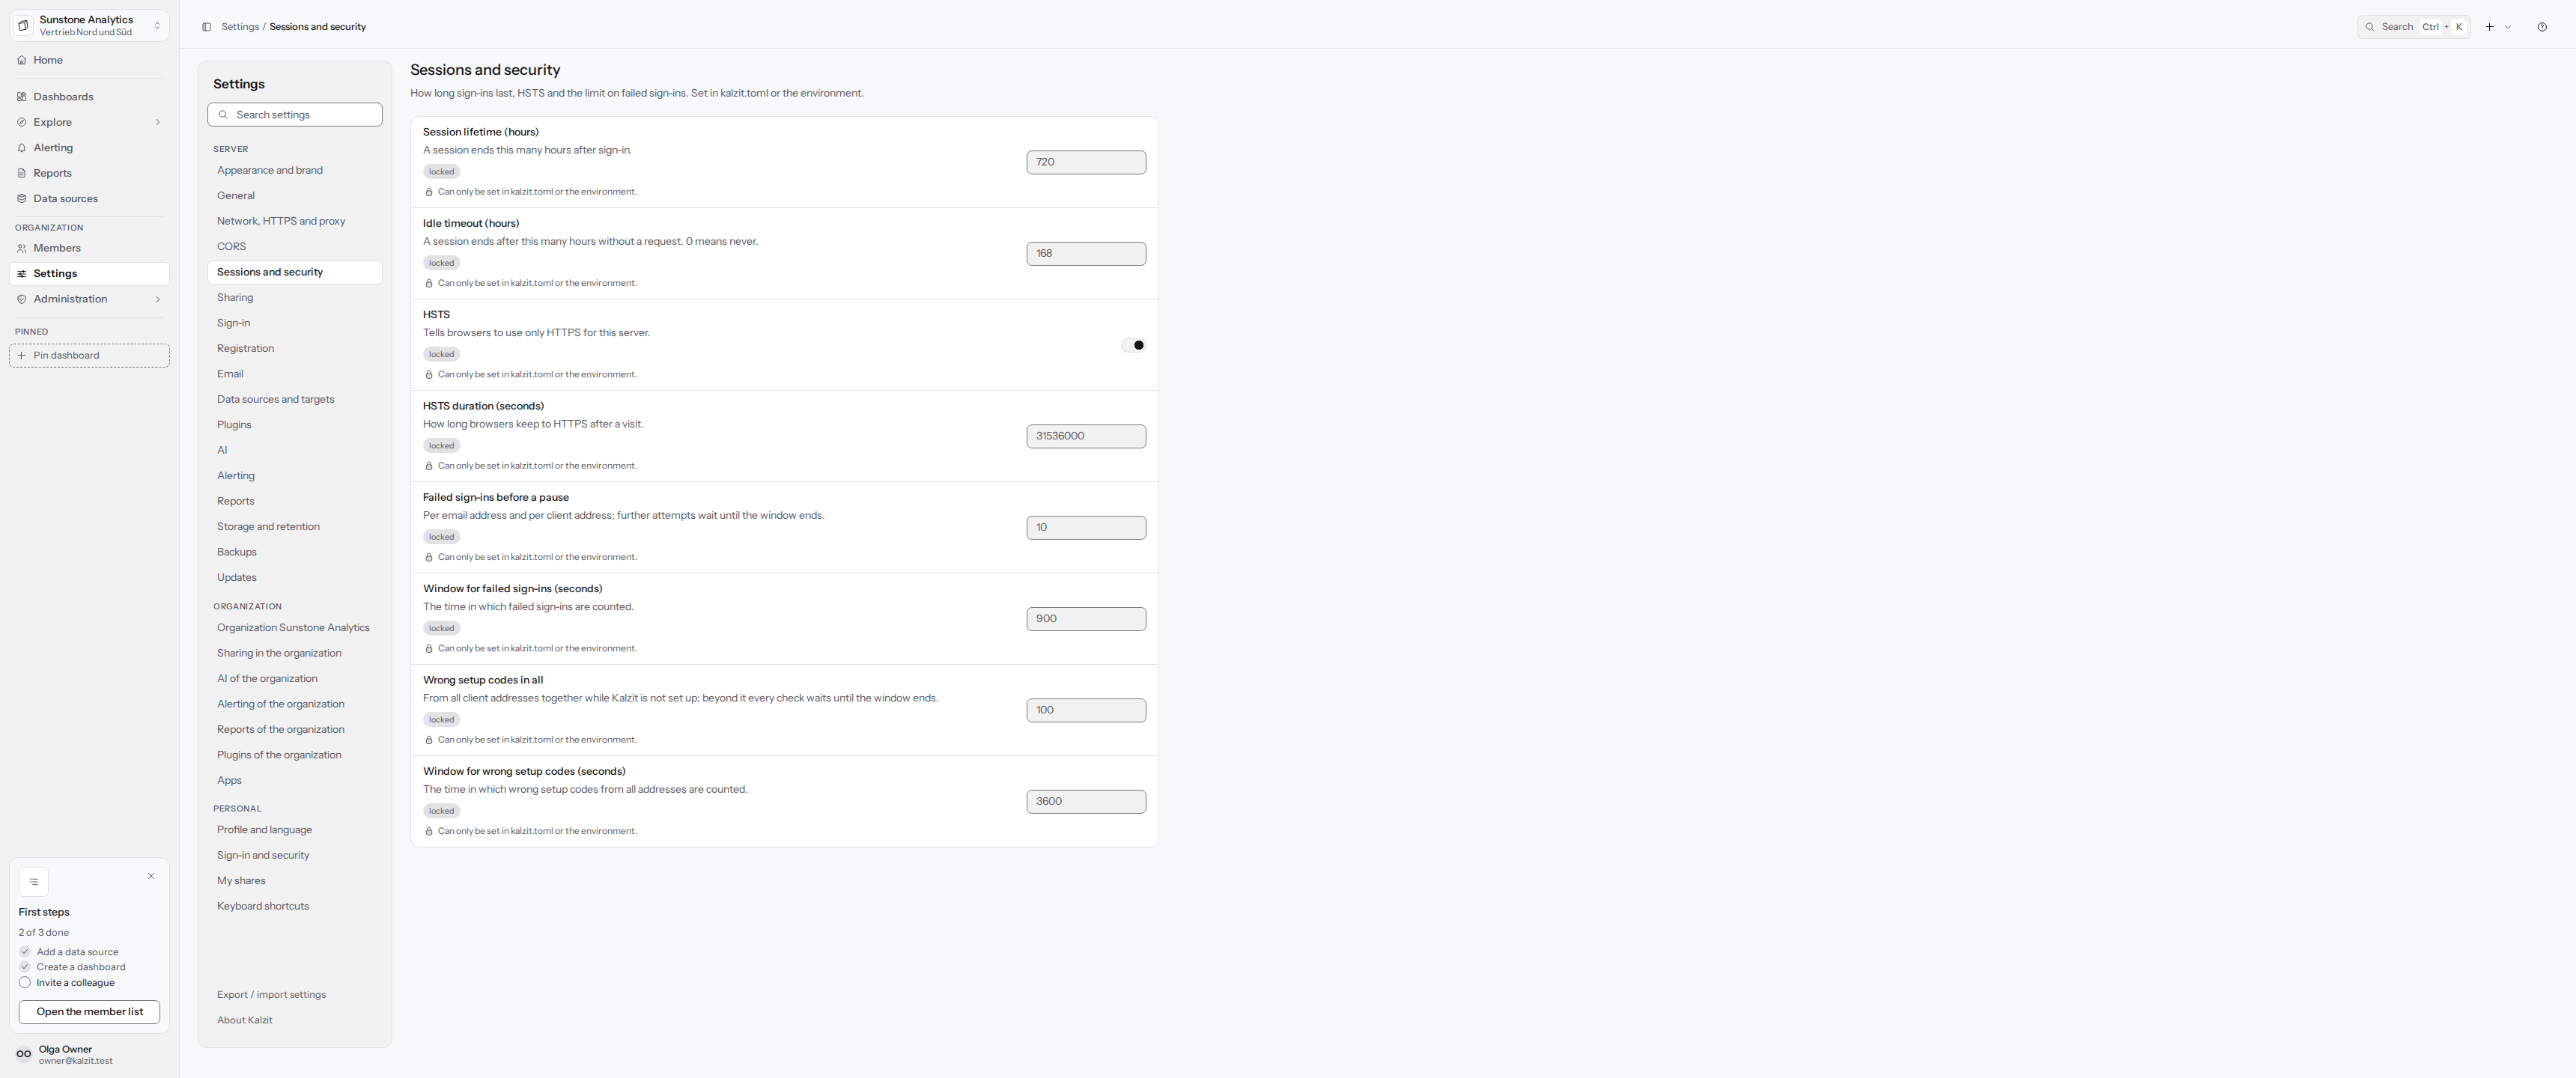 Sunstone Analytics
Vertrieb Nord und Süd
Home
Dashboards
Explore
Alerting
Reports
Data sources
ORGANIZATION
Members
Settings
Administration
PINNED
Pin dashboard
First steps
2 of 3 done
Add a data source
Create a dashboard
Invite a colleague
Open the member list
OO
Olga Owner
owner@kalzit.test
Settings / Sessions and security
Search Ctrl + K
Settings
Search settings
SERVER
Appearance and brand
General
Network, HTTPS and proxy
CORS
Sessions and security
Sharing
Sign-in
Registration
Email
Data sources and targets
Plugins
AI
Alerting
Reports
Storage and retention
Backups
Updates
ORGANIZATION
Organization Sunstone Analytics
Sharing in the organization
AI of the organization
Alerting of the organization
Reports of the organization
Plugins of the organization
Apps
PERSONAL
Profile and language
Sign-in and security
My shares
Keyboard shortcuts
Export / import settings
About Kalzit
Sessions and security
How long sign-ins last, HSTS and the limit on failed sign-ins. Set in kalzit.toml or the environment.
Session lifetime (hours)
A session ends this many hours after sign-in.
locked
Can only be set in kalzit.toml or the environment.
720
Idle timeout (hours)
A session ends after this many hours without a request. 0 means never.
locked
Can only be set in kalzit.toml or the environment.
168
HSTS
Tells browsers to use only HTTPS for this server.
locked
Can only be set in kalzit.toml or the environment.
HSTS duration (seconds)
How long browsers keep to HTTPS after a visit.
locked
Can only be set in kalzit.toml or the environment.
31536000
Failed sign-ins before a pause
Per email address and per client address; further attempts wait until the window ends.
locked
Can only be set in kalzit.toml or the environment.
10
Window for failed sign-ins (seconds)
The time in which failed sign-ins are counted.
locked
Can only be set in kalzit.toml or the environment.
900
Wrong setup codes in all
From all client addresses together while Kalzit is not set up; beyond it every check waits until the window ends.
locked
Can only be set in kalzit.toml or the environment.
100
Window for wrong setup codes (seconds)
The time in which wrong setup codes from all addresses are counted.
locked
Can only be set in kalzit.toml or the environment.
3600